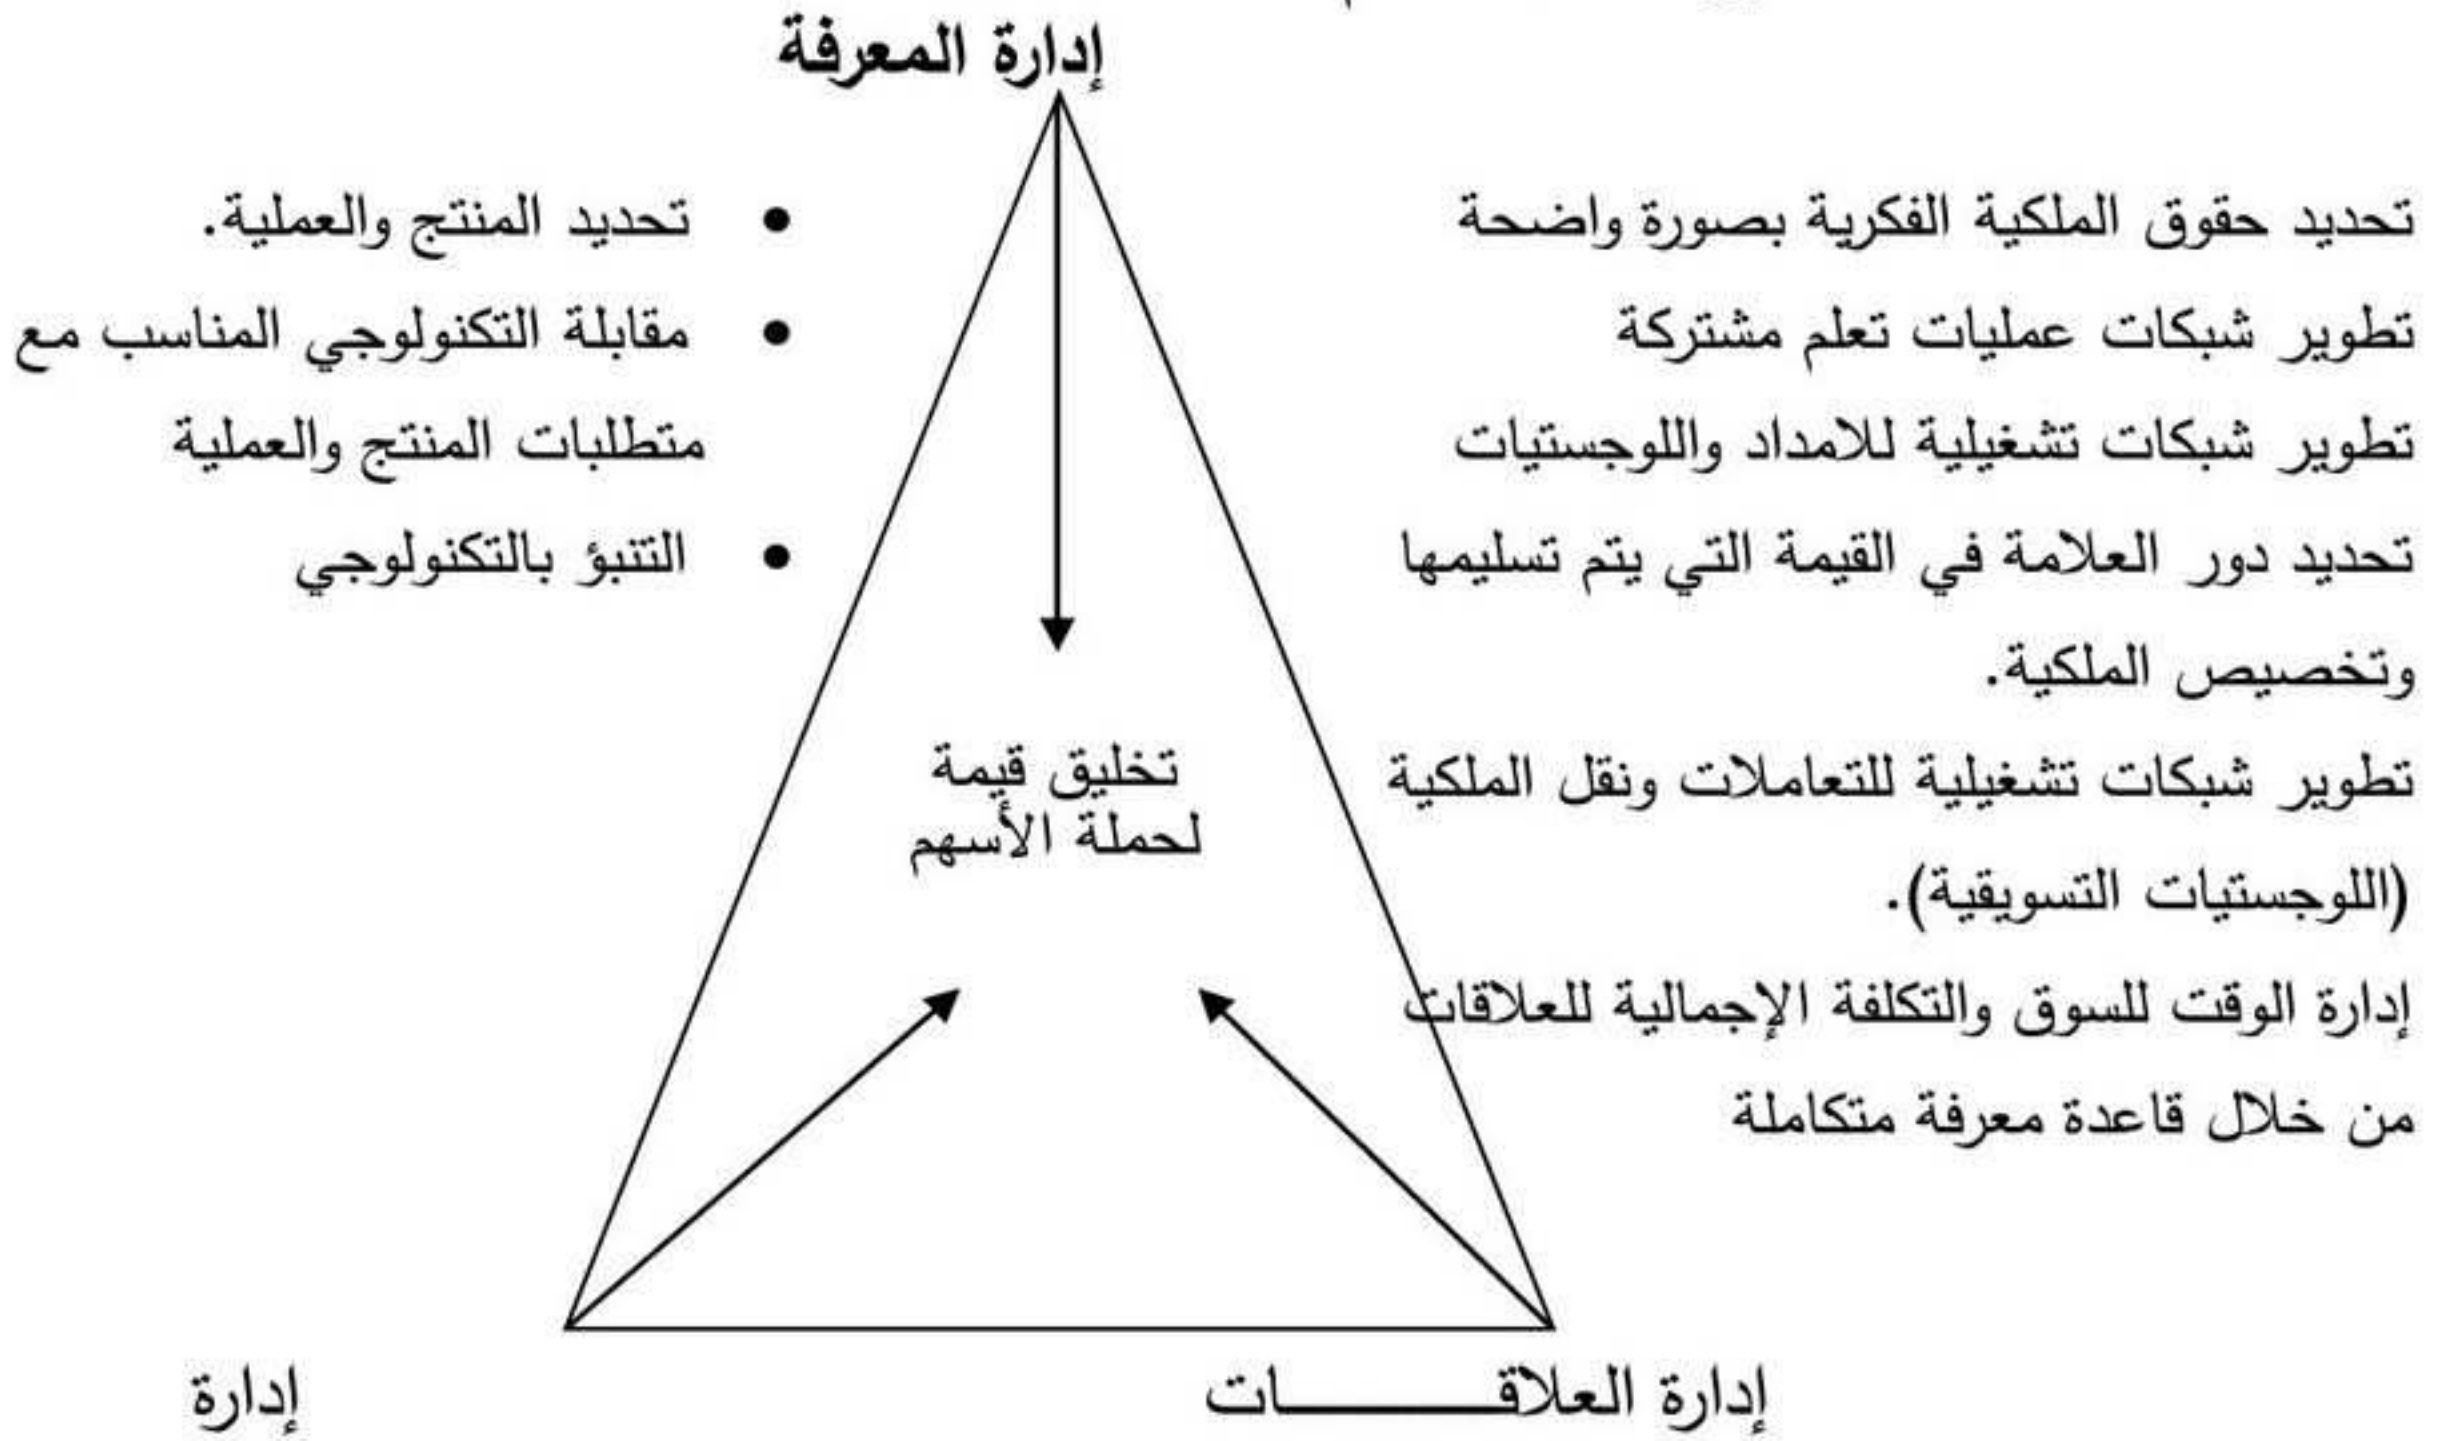 إدارة المعرفة
تحديد حقوق الملكية الفكرية بصورة واضحة
تطوير شبكات عمليات تعلم مشتركة
تطوير شبكات تشغيلية للامداد واللوجستيات
تحديد دور العلامة في القيمة التي يتم تسليمها
وتخصيص الملكية.
تطوير شبكات تشغيلية للتعاملات ونقل الملكية
(اللوجستيات التسويقية).
إدارة الوقت للسوق والتكلفة الإجمالية للعلاقات
من خلال قاعدة معرفة متكاملة
• تحديد المنتج والعملية.
• مقابلة التكنولوجي المناسب مع
متطلبات المنتج والعملية
• التنبؤ بالتكنولوجي
تخليق قيمة
لحملة الأسهم
إدارة العلاقـــــــات
إدارة